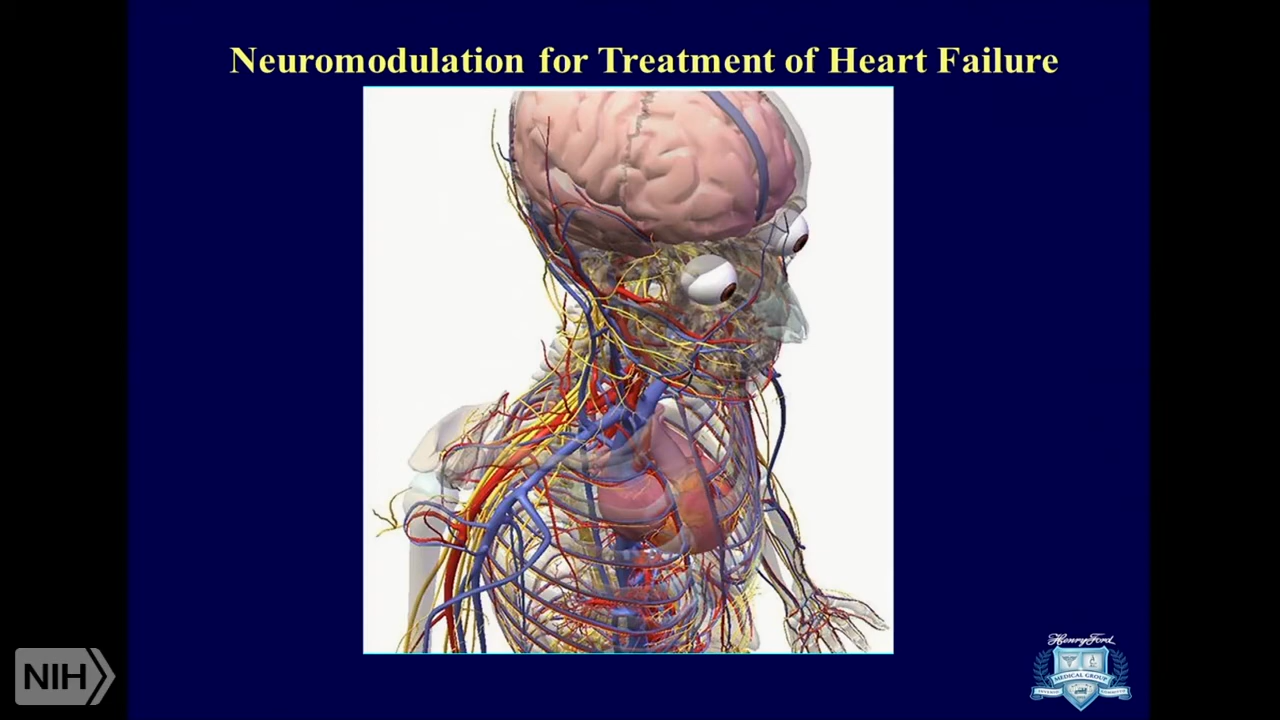 Neuromodulation for Treatment of Heart Failure
NIH
Henry Ford
MEDICAL GROUP